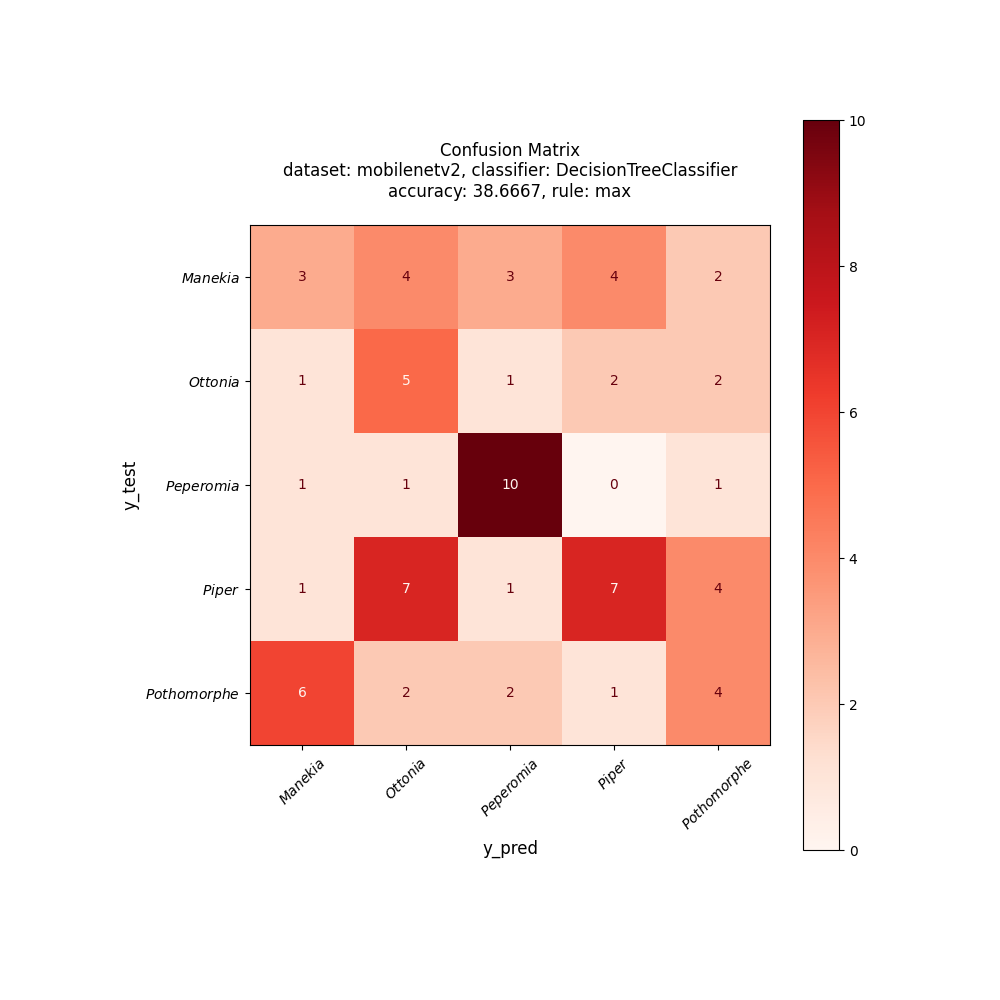 Confusion Matrix
dataset: mobilenetv2, classifier: DecisionTreeClassifier
accuracy: 38.6667, rule: max
y_test
Manekia 3 4 3 4 2
Ottonia 1 5 1 2 2
Peperomia 1 1 10 0 1
Piper 1 7 1 7 4
Pothomorphe 6 2 2 1 4
Manekia Ottonia Peperomia Piper Pothomorphe
y_pred
10
8
6
4
2
0